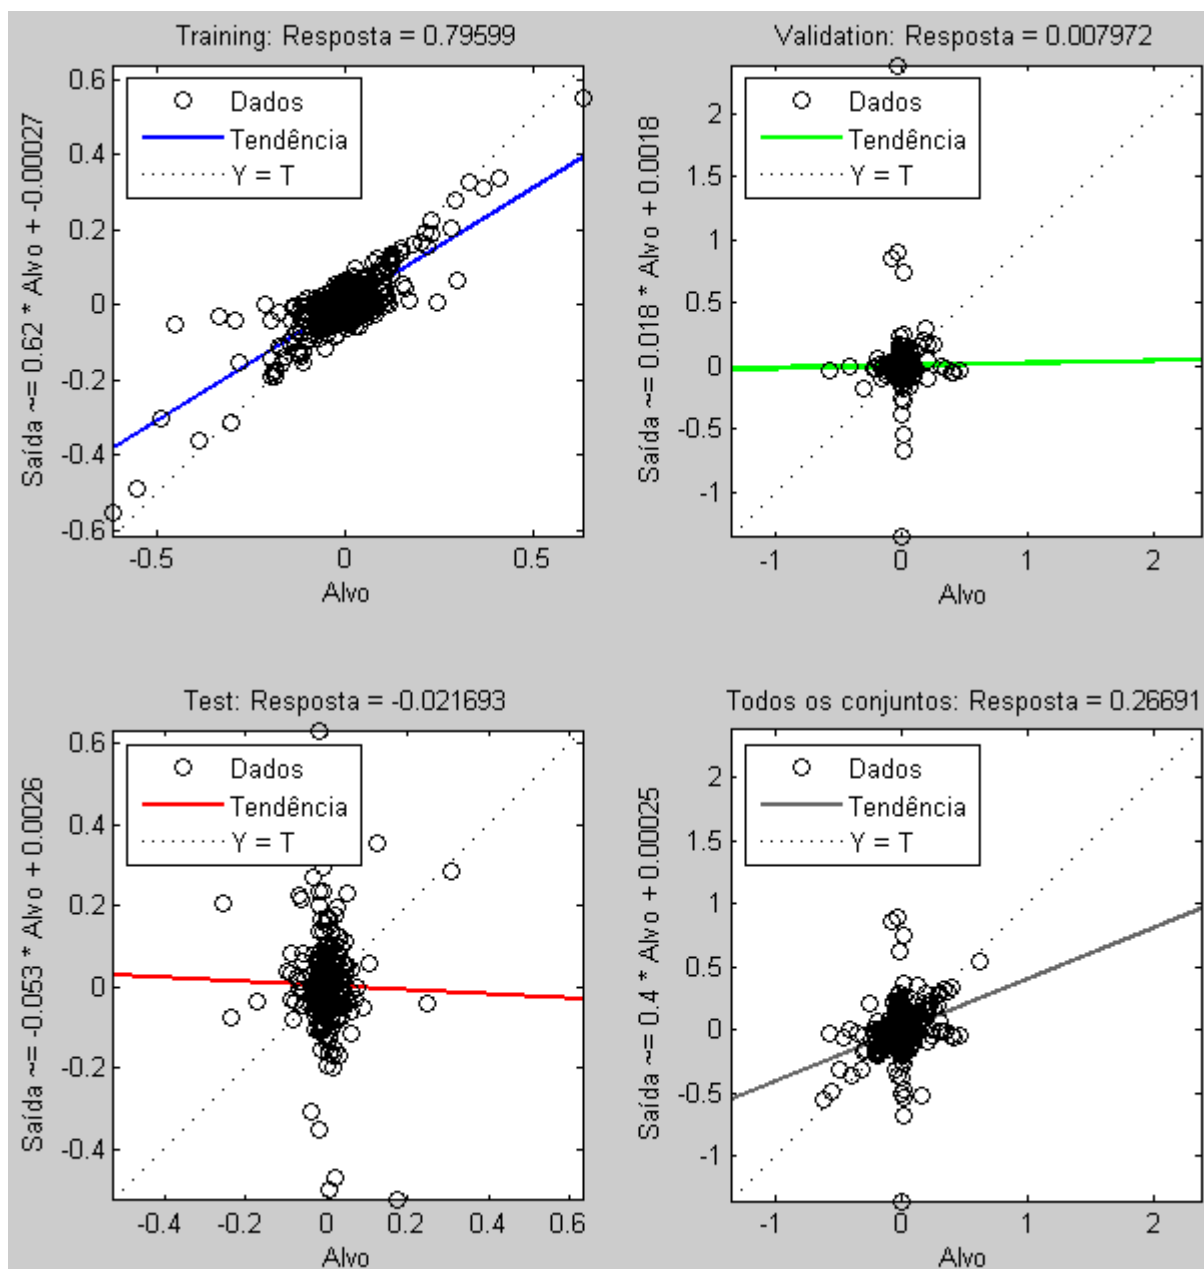 Training: Resposta = 0.79599
Saída ~= 0.62 * Alvo + -0.00027
0.6
0.4
0.2
0
-0.2
-0.4
-0.6
Dados
Tendência
Y = T
-0.5 0 0.5
Alvo
Validation: Resposta = 0.007972
Saída ~= 0.018 * Alvo + 0.0018
2
1.5
1
0.5
0
-0.5
-1
Dados
Tendência
Y = T
-1 0 1 2
Alvo
Test: Resposta = -0.021693
Saída ~= -0.053 * Alvo + 0.0026
0.6
0.4
0.2
0
-0.2
-0.4
Dados
Tendência
Y = T
-0.4 -0.2 0 0.2 0.4 0.6
Alvo
Todos os conjuntos: Resposta = 0.26691
Saída ~= 0.4 * Alvo + 0.00025
2
1.5
1
0.5
0
-0.5
-1
Dados
Tendência
Y = T
-1 0 1 2
Alvo